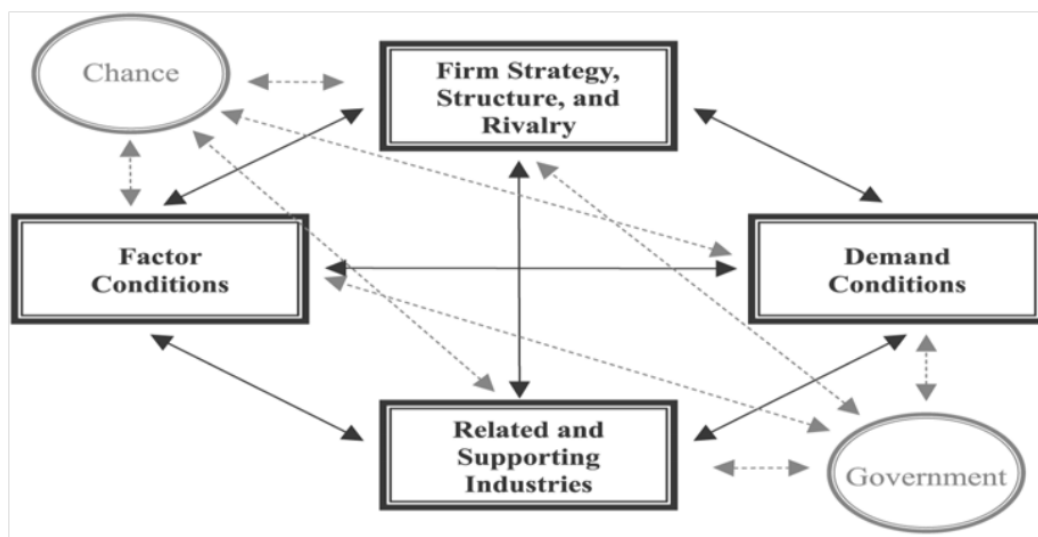 Chance
Firm Strategy,
Structure, and
Rivalry
Factor
Conditions
Demand
Conditions
Related and
Supporting
Industries
Government